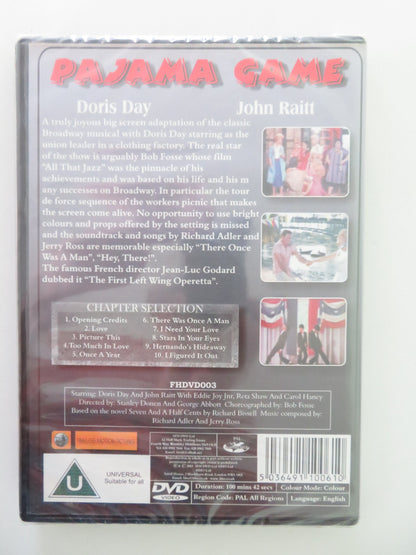 PAJAMA GAME
Doris Day John Raitt
A truly joyous big screen adaptation of the classic
Broadway musical with Doris Day starring as the
union leader in a clothing factory. The real star of
the show is arguably Bob Fosse whose film
"All That Jazz" was the pinnacle of his
achievements and was based on his life and his m
any successes on Broadway. In particular the tour
de force sequence of the workers picnic that makes
the screen come alive. No opportunity to use bright
colours and props offered by the setting is missed
and the soundtrack and songs by Richard Adler and
Jerry Ross are memorable especially "There Once
Was A Man", "Hey, There!".
The famous French director Jean-Luc Godard
dubbed it "The First Left Wing Operetta".
CHAPTER SELECTION
1. Opening Credits
2. Love
3. Picture This
4.Too Much In Love
5. Once A Year
6. There Was Once A Man
7. I Need Your Love
8. Stars In Your Eyes
9. Hernando's Hideaway
10. I Figured It Out
FHDVD003
Starring: Doris Day And John Rain With Eddie Foy Jnr, Reta Shaw And Carol Haney
Directed by: Stanley Donen And George Abbott Choreographed by: Bob Fosse
Based on the novel Seven And A Half Cents by Richard Bissell Music composed by:
Richard Adler And Jerry Ross
U
UNIVERSAL
Suitable for all
DVD
VIDEO
Duration: 100 mins 42 secs
Colour Mode: Colour
Region Code: PAL All Regions
Language: English
5 036491 100610